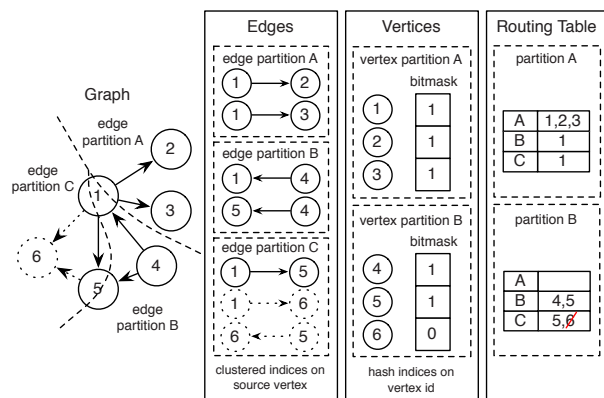 Graph
edge
partition A
edge
partition C
1
2
3
6
5
4
edge
partition B
Edges
edge partition A
1 2
1 3
edge partition B
1 4
5 4
edge partition C
1 5
1 6
6 5
clustered indices on
source vertex
Vertices
vertex partition A
bitmask
1 1
2 1
3 1
vertex partition B
bitmask
4 1
5 1
6 0
hash indices on
vertex id
Routing Table
partition A
A 1,2,3
B 1
C 1
partition B
A
B 4,5
C 5,6